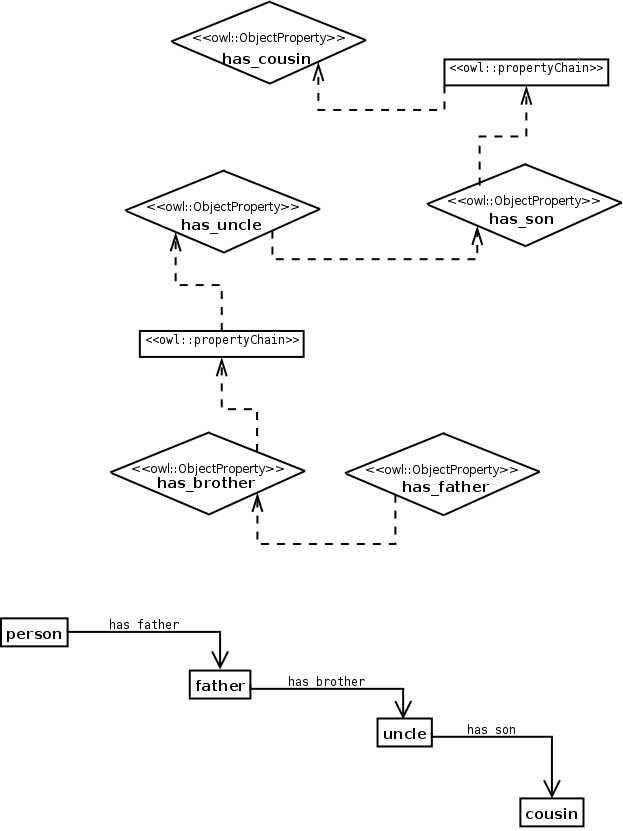 <<owl::ObjectProperty>>
has_cousin
<<owl::propertyChain>>
<<owl::ObjectProperty>>
has_uncle
<<owl::ObjectProperty>>
has_son
<<owl::propertyChain>>
<<owl::ObjectProperty>>
has_brother
<<owl::ObjectProperty>>
has_father
person
has father
father
has brother
uncle
has son
cousin